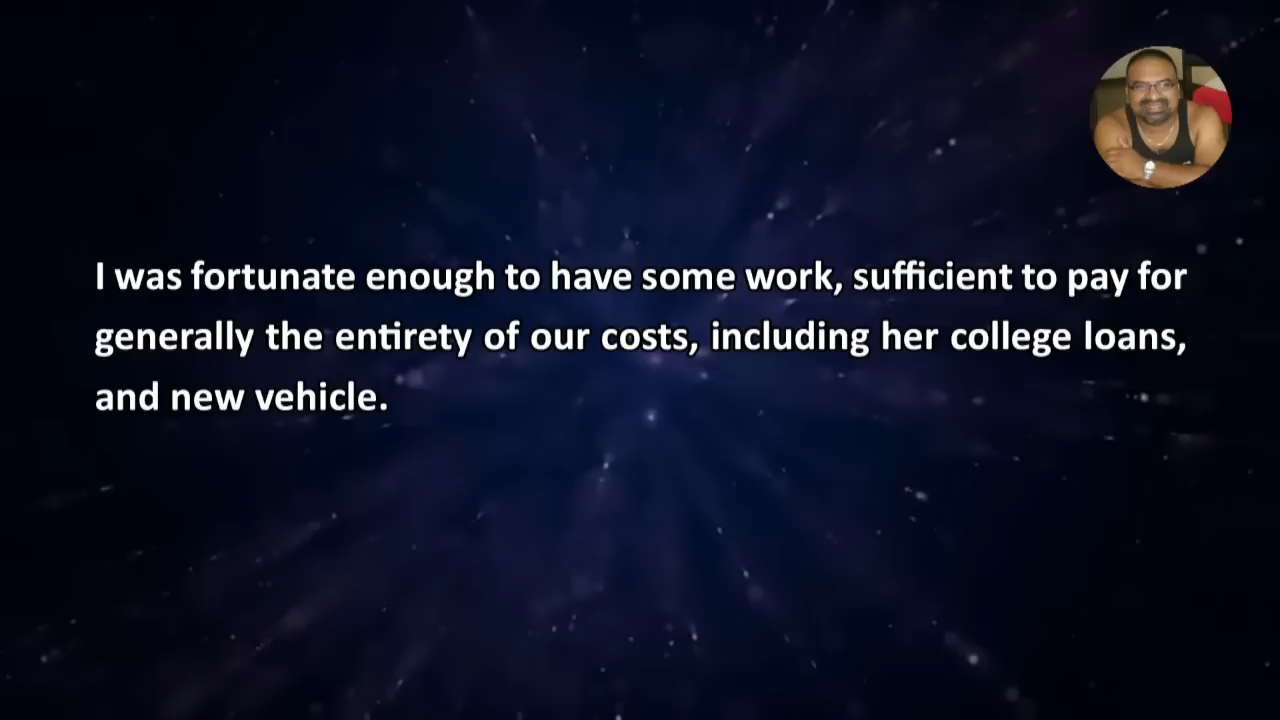 I was fortunate enough to have some work, sufficient to pay for
generally the entirety of our costs, including her college loans,
and new vehicle.